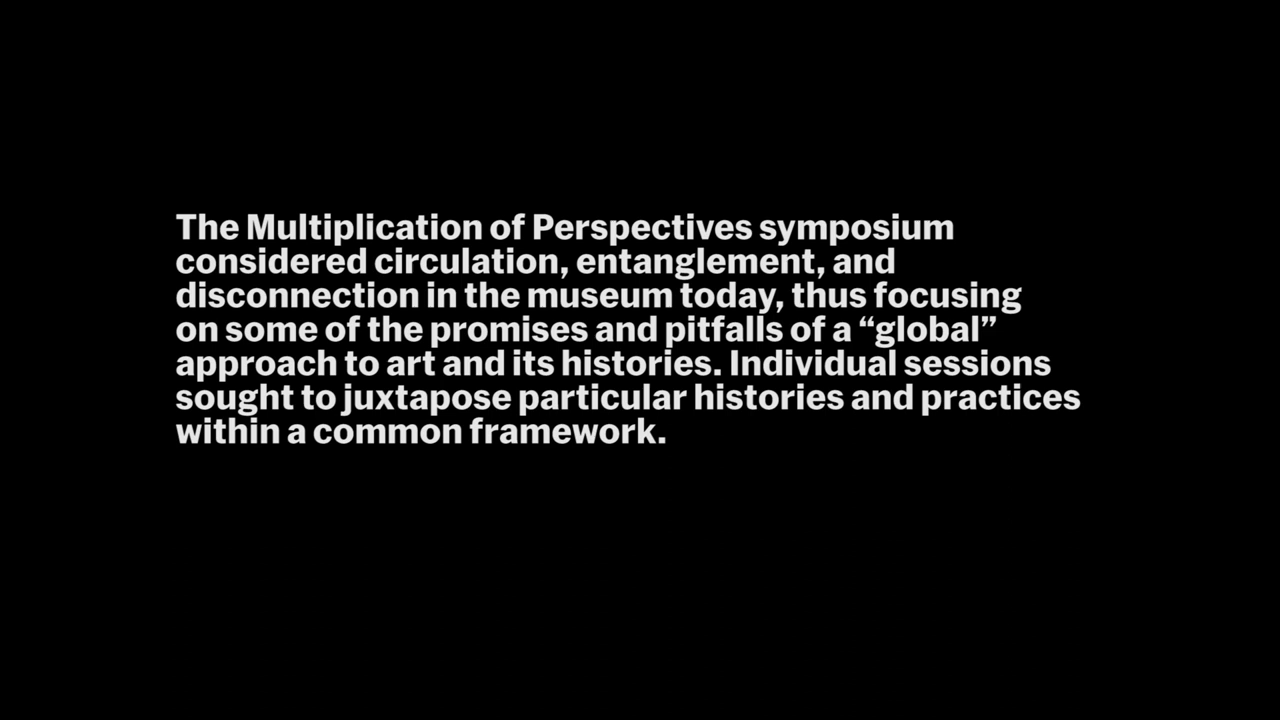 The Multiplication of Perspectives symposium
considered circulation, entanglement, and
disconnection in the museum today, thus focusing
on some of the promises and pitfalls of a “global”
approach to art and its histories. Individual sessions
sought to juxtapose particular histories and practices
within a common framework.